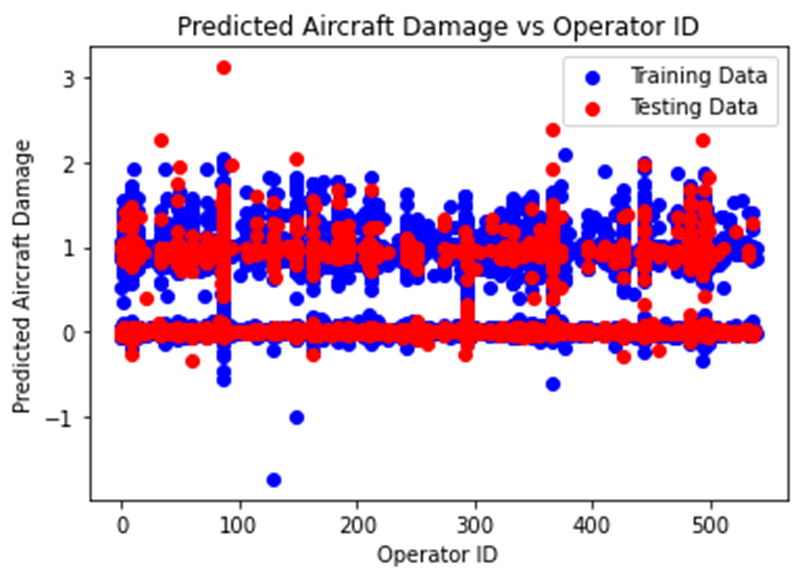 Predicted Aircraft Damage vs Operator ID
Training Data
Testing Data
Predicted Aircraft Damage
3
2
1
0
−1
0 100 200 300 400 500
Operator ID